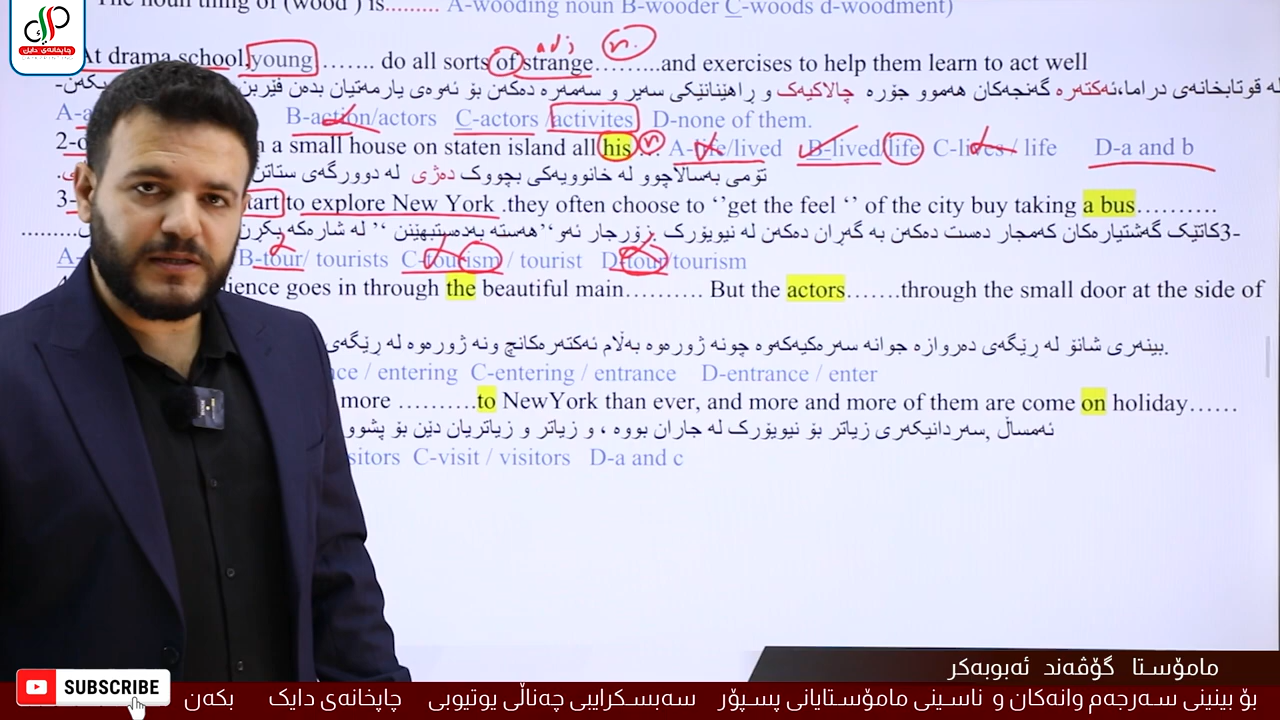 The noun thing of (wood ) is......... A-wooding noun B-wooder C-woods d-woodment)
adj n.
At drama school, young ........ do all sorts of strange.........and exercises to help them learn to act well
لە قوتابخانەی دراما،ئەکتەرە گەنجەکان هەموو جۆرە چالاکیەک و ڕاهێنانێکی سەیر و سەمەرە دەکەن بۆ ئەوەی یارمەتیان بدەن فێربن
B-action/actors C-actors /activites D-none of them.
a small house on staten island all his n ... A-life/lived B-lived life C-lives / life D-a and b
تۆمی بەساڵاچوو لە خانوویەکی بچووک دەژی لە دوورگەی ستاتن
3- to explore New York .they often choose to ‘’get the feel ‘’ of the city buy taking a bus..........
3-کاتێک گەشتیارەکان کەمجار دەست دەکەن بە گەڕان دەکەن لە نیویۆرک .زۆرجار ئەو‘’هەستە بەدەستبهێنن ‘’ لە شارەکە بکڕن
A- B-tour/ tourists C-tourism / tourist D-tour/tourism
goes in through the beautiful main.......... But the actors.......through the small door at the side of
بینەری شانۆ لە ڕێگەی دەروازە جوانە سەرەکیەکەوە چونە ژورەوە بەڵام ئەکتەرەکانچ ونە ژورەوە لە ڕێگەی
/ entering C-entering / entrance D-entrance / enter
more ..........to NewYork than ever, and more and more of them are come on holiday......
ئەمساڵ ,سەردانیکەری زیاتر بۆ نیویۆرک لە جاران بووە ، و زیاتر و زیاتریان دێن بۆ پشوو
C-visit / visitors D-a and c
چاپخانەی دایك
مامۆستا گۆڤەند ئەبوبەکر
SUBSCRIBE
بۆ بینینی سەرجەم وانەکان و ناسینی مامۆستایانی پسپۆر سەبسکرایبی چەناڵی یوتیوبی چاپخانەی دایک بکەن